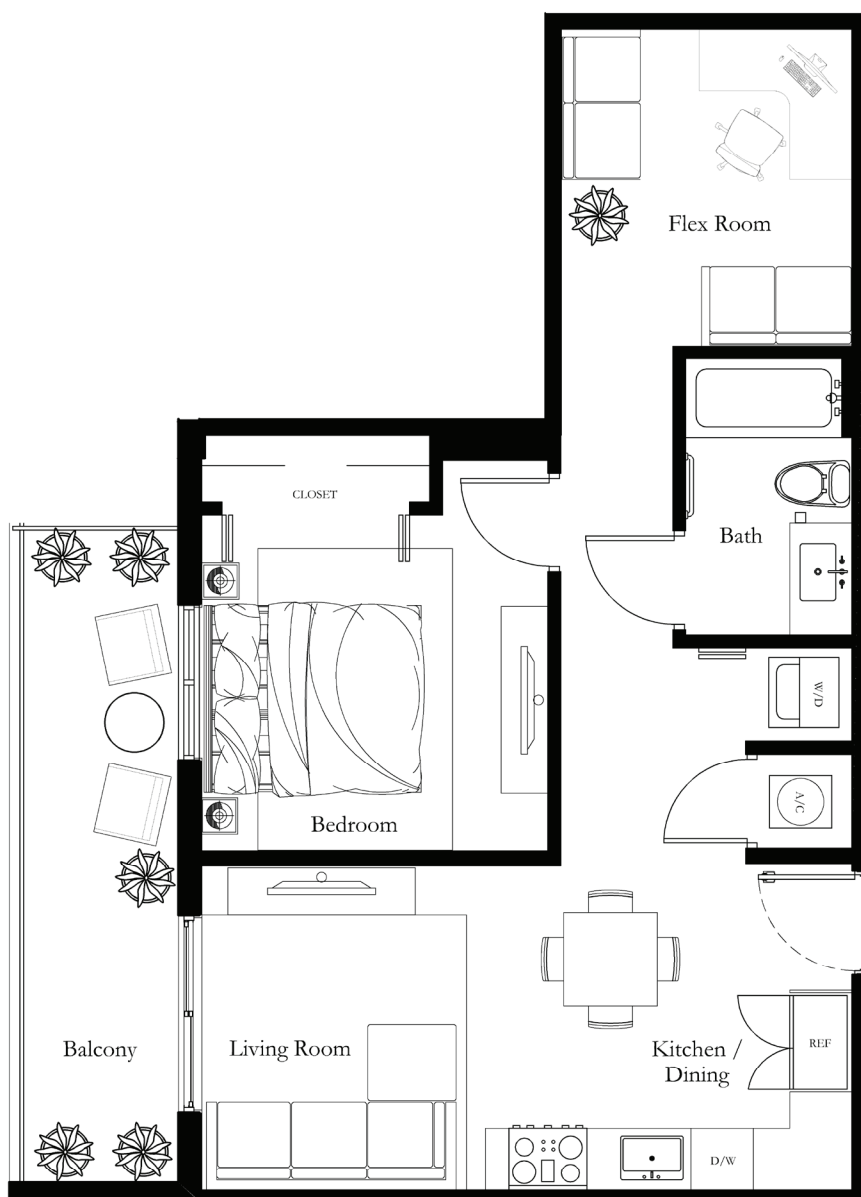 Flex Room
CLOSET
Bath
W/D
A/C
Bedroom
Balcony
Living Room
Kitchen /
Dining
REF
D/W